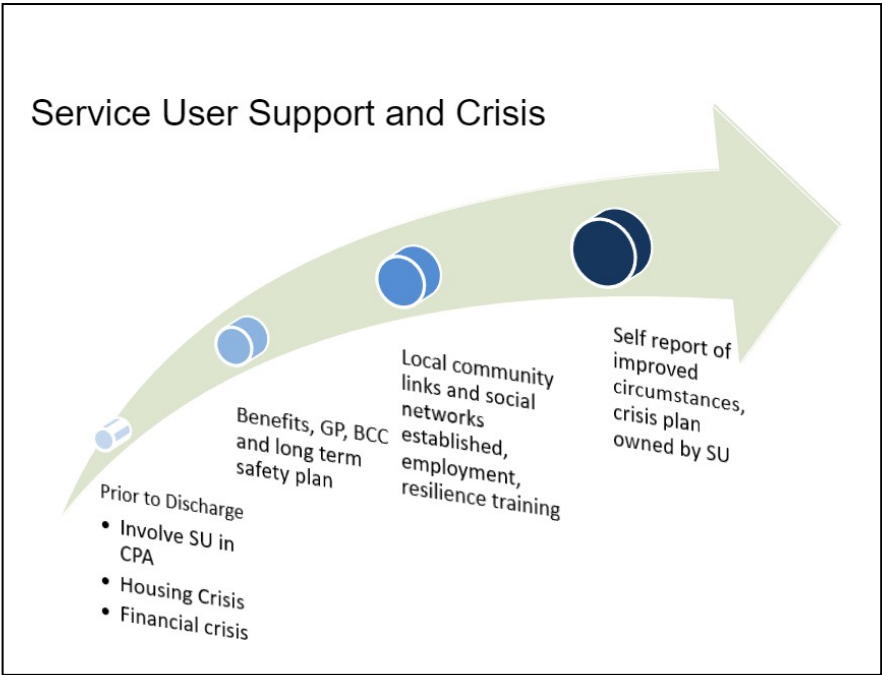 Service User Support and Crisis
Prior to Discharge
• Involve SU in
CPA
• Housing Crisis
• Financial crisis
Benefits, GP, BCC
and long term
safety plan
Local community
links and social
networks
established,
employment,
resilience training
Self report of
improved
circumstances,
crisis plan
owned by SU